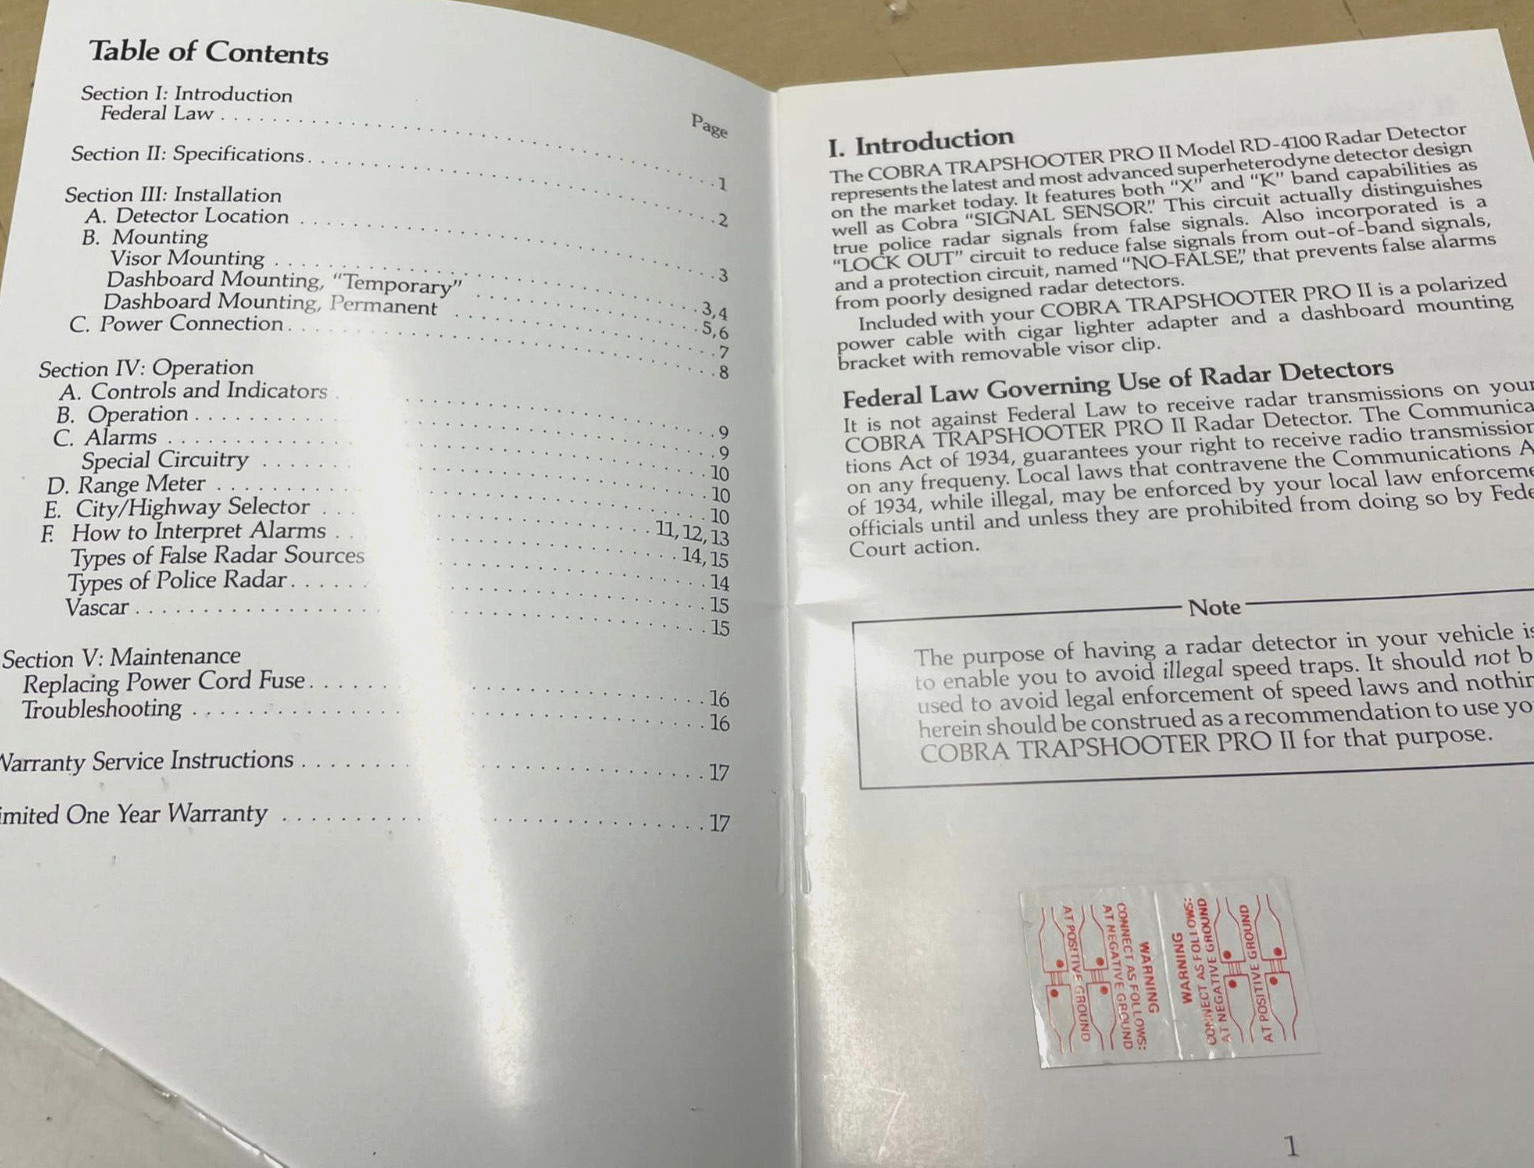 Table of Contents
Page
Section I: Introduction
Federal Law . . . . . . . . . . 1
Section II: Specifications . . . . . . . . . . 2
Section III: Installation
A. Detector Location . . . . . . . . . . 3
B. Mounting
Visor Mounting . . . . . . . . . . 3,4
Dashboard Mounting, "Temporary" . . . . . . . . . . 5,6
Dashboard Mounting, Permanent . . . . . . . . . . 7
C. Power Connection . . . . . . . . . . 8
Section IV: Operation
A. Controls and Indicators . . . . . . . . . . 9
B. Operation . . . . . . . . . . 9
C. Alarms . . . . . . . . . . 10
Special Circuitry . . . . . . . . . . 10
D. Range Meter . . . . . . . . . . 10
E. City/Highway Selector . . . . . . . . . . 11, 12, 13
F. How to Interpret Alarms . . . . . . . . . . 14, 15
Types of False Radar Sources . . . . . . . . . . 14
Types of Police Radar . . . . . . . . . . 15
Vascar . . . . . . . . . . 15
Section V: Maintenance
Replacing Power Cord Fuse . . . . . . . . . . 16
Troubleshooting . . . . . . . . . . 16
Warranty Service Instructions . . . . . . . . . . 17
imited One Year Warranty . . . . . . . . . . 17
I. Introduction
The COBRA TRAPSHOOTER PRO II Model RD-4100 Radar Detector
represents the latest and most advanced superheterodyne detector design
on the market today. It features both "X" and "K" band capabilities as
well as Cobra "SIGNAL SENSOR." This circuit actually distinguishes
true police radar signals from false signals. Also incorporated is a
"LOCK OUT" circuit to reduce false signals from out-of-band signals,
and a protection circuit, named "NO-FALSE," that prevents false alarms
from poorly designed radar detectors.
Included with your COBRA TRAPSHOOTER PRO II is a polarized
power cable with cigar lighter adapter and a dashboard mounting
bracket with removable visor clip.
Federal Law Governing Use of Radar Detectors
It is not against Federal Law to receive radar transmissions on your
COBRA TRAPSHOOTER PRO II Radar Detector. The Communica
tions Act of 1934, guarantees your right to receive radio transmission
on any frequeny. Local laws that contravene the Communications A
of 1934, while illegal, may be enforced by your local law enforceme
officials until and unless they are prohibited from doing so by Fede
Court action.
Note
The purpose of having a radar detector in your vehicle is
to enable you to avoid illegal speed traps. It should not b
used to avoid legal enforcement of speed laws and nothin
herein should be construed as a recommendation to use yo
COBRA TRAPSHOOTER PRO II for that purpose.
WARNING
CONNECT AS FOLLOWS:
AT NEGATIVE GROUND
AT POSITIVE GROUND
WARNING
CONNECT AS FOLLOWS:
AT NEGATIVE GROUND
AT POSITIVE GROUND
1